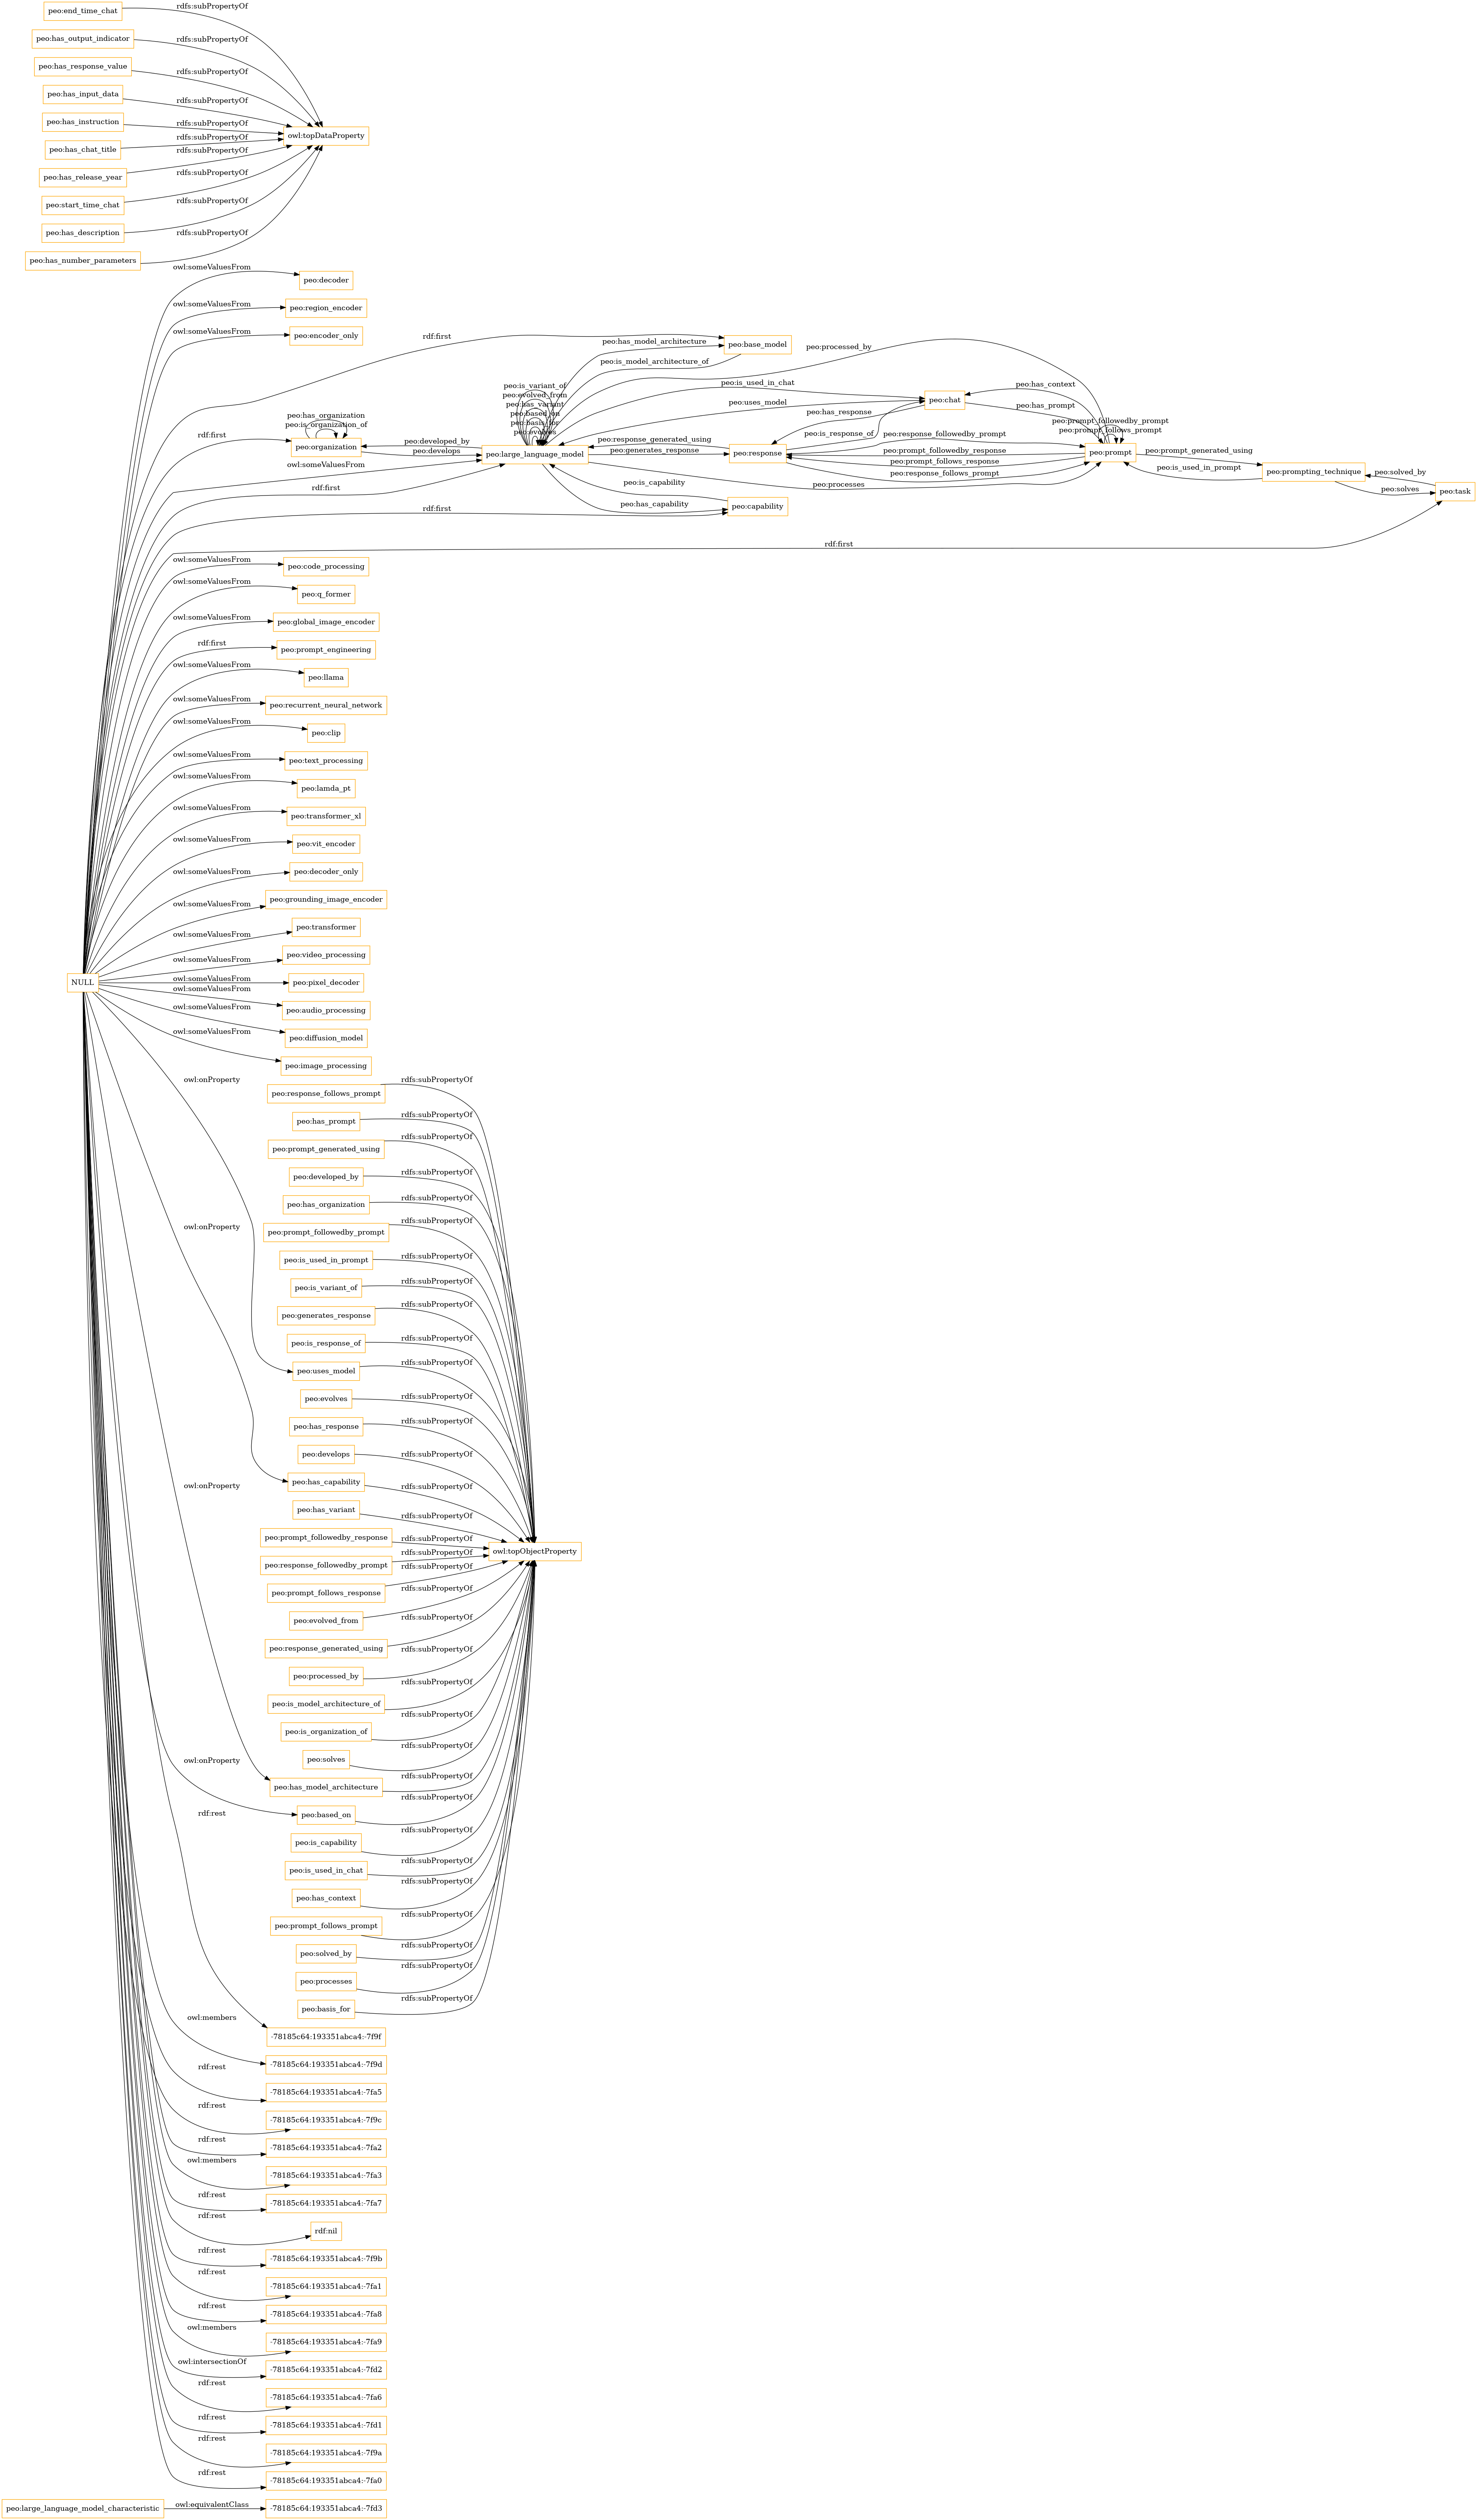 peo:end_time_chat
rdfs:subPropertyOf
peo:has_output_indicator
rdfs:subPropertyOf
peo:has_response_value
rdfs:subPropertyOf
peo:has_input_data
rdfs:subPropertyOf
peo:has_instruction
rdfs:subPropertyOf
owl:topDataProperty
peo:has_chat_title
rdfs:subPropertyOf
peo:has_release_year
rdfs:subPropertyOf
peo:start_time_chat
rdfs:subPropertyOf
peo:has_description
rdfs:subPropertyOf
peo:has_number_parameters
rdfs:subPropertyOf
owl:someValuesFrom
peo:decoder
owl:someValuesFrom
peo:region_encoder
owl:someValuesFrom
peo:encoder_only
rdf:first
peo:has_model_architecture
peo:base_model
peo:is_model_architecture_of
peo:processed_by
peo:is_variant_of
peo:evolved_from
peo:has_variant
peo:based_on
peo:basis_for
peo:evolves
peo:is_used_in_chat
peo:uses_model
peo:chat
peo:has_context
peo:has_prompt
peo:has_response
peo:is_response_of
peo:prompt_followedby_prompt
peo:prompt_follows_prompt
peo:has_organization
peo:is_organization_of
rdf:first
peo:organization
peo:developed_by
peo:develops
peo:large_language_model
peo:response_generated_using
peo:generates_response
peo:response
peo:response_followedby_prompt
peo:prompt_followedby_response
peo:prompt_follows_response
peo:response_follows_prompt
peo:prompt
peo:prompt_generated_using
peo:is_used_in_prompt
peo:prompting_technique
peo:solved_by
peo:solves
peo:task
owl:someValuesFrom
rdf:first
peo:is_capability
peo:processes
peo:has_capability
rdf:first
peo:capability
rdf:first
owl:someValuesFrom
peo:code_processing
owl:someValuesFrom
peo:q_former
owl:someValuesFrom
peo:global_image_encoder
rdf:first
peo:prompt_engineering
owl:someValuesFrom
peo:llama
owl:someValuesFrom
peo:recurrent_neural_network
owl:someValuesFrom
peo:clip
owl:someValuesFrom
peo:text_processing
owl:someValuesFrom
peo:lamda_pt
owl:someValuesFrom
peo:transformer_xl
owl:someValuesFrom
peo:vit_encoder
owl:someValuesFrom
peo:decoder_only
owl:someValuesFrom
peo:grounding_image_encoder
owl:someValuesFrom
peo:transformer
owl:someValuesFrom
peo:video_processing
NULL
owl:someValuesFrom
peo:pixel_decoder
owl:someValuesFrom
peo:audio_processing
owl:someValuesFrom
peo:diffusion_model
owl:someValuesFrom
peo:image_processing
owl:onProperty
peo:response_follows_prompt
rdfs:subPropertyOf
peo:has_prompt
rdfs:subPropertyOf
peo:prompt_generated_using
rdfs:subPropertyOf
peo:developed_by
rdfs:subPropertyOf
peo:has_organization
rdfs:subPropertyOf
owl:onProperty
peo:prompt_followedby_prompt
rdfs:subPropertyOf
peo:is_used_in_prompt
rdfs:subPropertyOf
peo:is_variant_of
rdfs:subPropertyOf
peo:generates_response
rdfs:subPropertyOf
peo:is_response_of
rdfs:subPropertyOf
peo:uses_model
rdfs:subPropertyOf
peo:evolves
rdfs:subPropertyOf
peo:has_response
rdfs:subPropertyOf
peo:develops
rdfs:subPropertyOf
owl:onProperty
peo:has_capability
rdfs:subPropertyOf
peo:has_variant
rdfs:subPropertyOf
peo:prompt_followedby_response
rdfs:subPropertyOf
owl:topObjectProperty
peo:response_followedby_prompt
rdfs:subPropertyOf
peo:prompt_follows_response
rdfs:subPropertyOf
peo:evolved_from
rdfs:subPropertyOf
peo:response_generated_using
rdfs:subPropertyOf
peo:processed_by
rdfs:subPropertyOf
peo:is_model_architecture_of
rdfs:subPropertyOf
peo:is_organization_of
rdfs:subPropertyOf
peo:solves
rdfs:subPropertyOf
owl:onProperty
peo:has_model_architecture
rdfs:subPropertyOf
peo:based_on
rdfs:subPropertyOf
rdf:rest
peo:is_capability
rdfs:subPropertyOf
peo:is_used_in_chat
rdfs:subPropertyOf
peo:has_context
rdfs:subPropertyOf
peo:prompt_follows_prompt
rdfs:subPropertyOf
peo:solved_by
rdfs:subPropertyOf
peo:processes
rdfs:subPropertyOf
peo:basis_for
rdfs:subPropertyOf
-78185c64:193351abca4:-7f9f
owl:members
-78185c64:193351abca4:-7f9d
rdf:rest
-78185c64:193351abca4:-7fa5
rdf:rest
-78185c64:193351abca4:-7f9c
rdf:rest
-78185c64:193351abca4:-7fa2
owl:members
-78185c64:193351abca4:-7fa3
rdf:rest
-78185c64:193351abca4:-7fa7
rdf:rest
rdf:nil
rdf:rest
-78185c64:193351abca4:-7f9b
rdf:rest
-78185c64:193351abca4:-7fa1
rdf:rest
-78185c64:193351abca4:-7fa8
owl:members
-78185c64:193351abca4:-7fa9
owl:intersectionOf
-78185c64:193351abca4:-7fd2
rdf:rest
-78185c64:193351abca4:-7fa6
rdf:rest
-78185c64:193351abca4:-7fd1
rdf:rest
-78185c64:193351abca4:-7f9a
rdf:rest
-78185c64:193351abca4:-7fa0
peo:large_language_model_characteristic
owl:equivalentClass
-78185c64:193351abca4:-7fd3